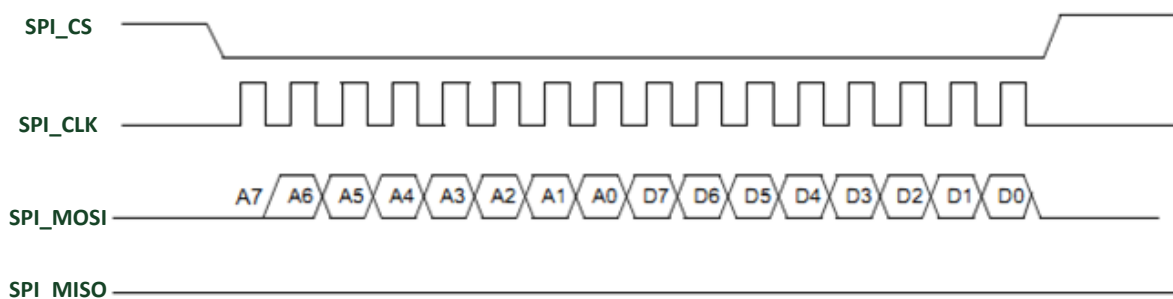 SPI_CS
SPI_CLK
A7 A6 A5 A4 A3 A2 A1 A0 D7 D6 D5 D4 D3 D2 D1 D0
SPI_MOSI
SPI_MISO